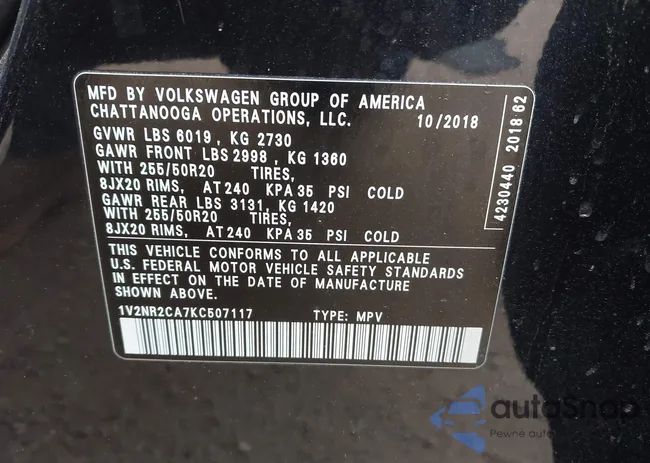 MFD BY VOLKSWAGEN GROUP OF AMERICA
CHATTANOOGA OPERATIONS, LLC. 10/2018
GVWR LBS 6019 , KG 2730
GAWR FRONT LBS 2998 , KG 1360
WITH 255/50R20 TIRES,
8JX20 RIMS, AT 240 KPA 35 PSI COLD
GAWR REAR LBS 3131, KG 1420
WITH 255/50R20 TIRES,
8JX20 RIMS, AT 240 KPA 35 PSI COLD
THIS VEHICLE CONFORMS TO ALL APPLICABLE
U.S. FEDERAL MOTOR VEHICLE SAFETY STANDARDS
IN EFFECT ON THE DATE OF MANUFACTURE
SHOWN ABOVE.
1V2NR2CA7KC507117 TYPE: MPV
4230440 2018 62
autoSnap
Pewne auto